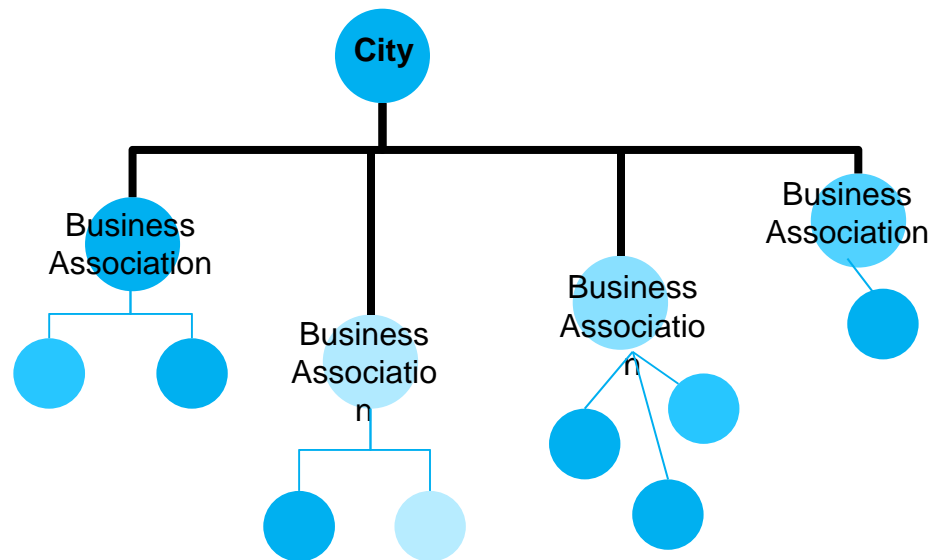 City
Business
Association
Business
Associatio
n
Business
Associatio
n
Business
Association